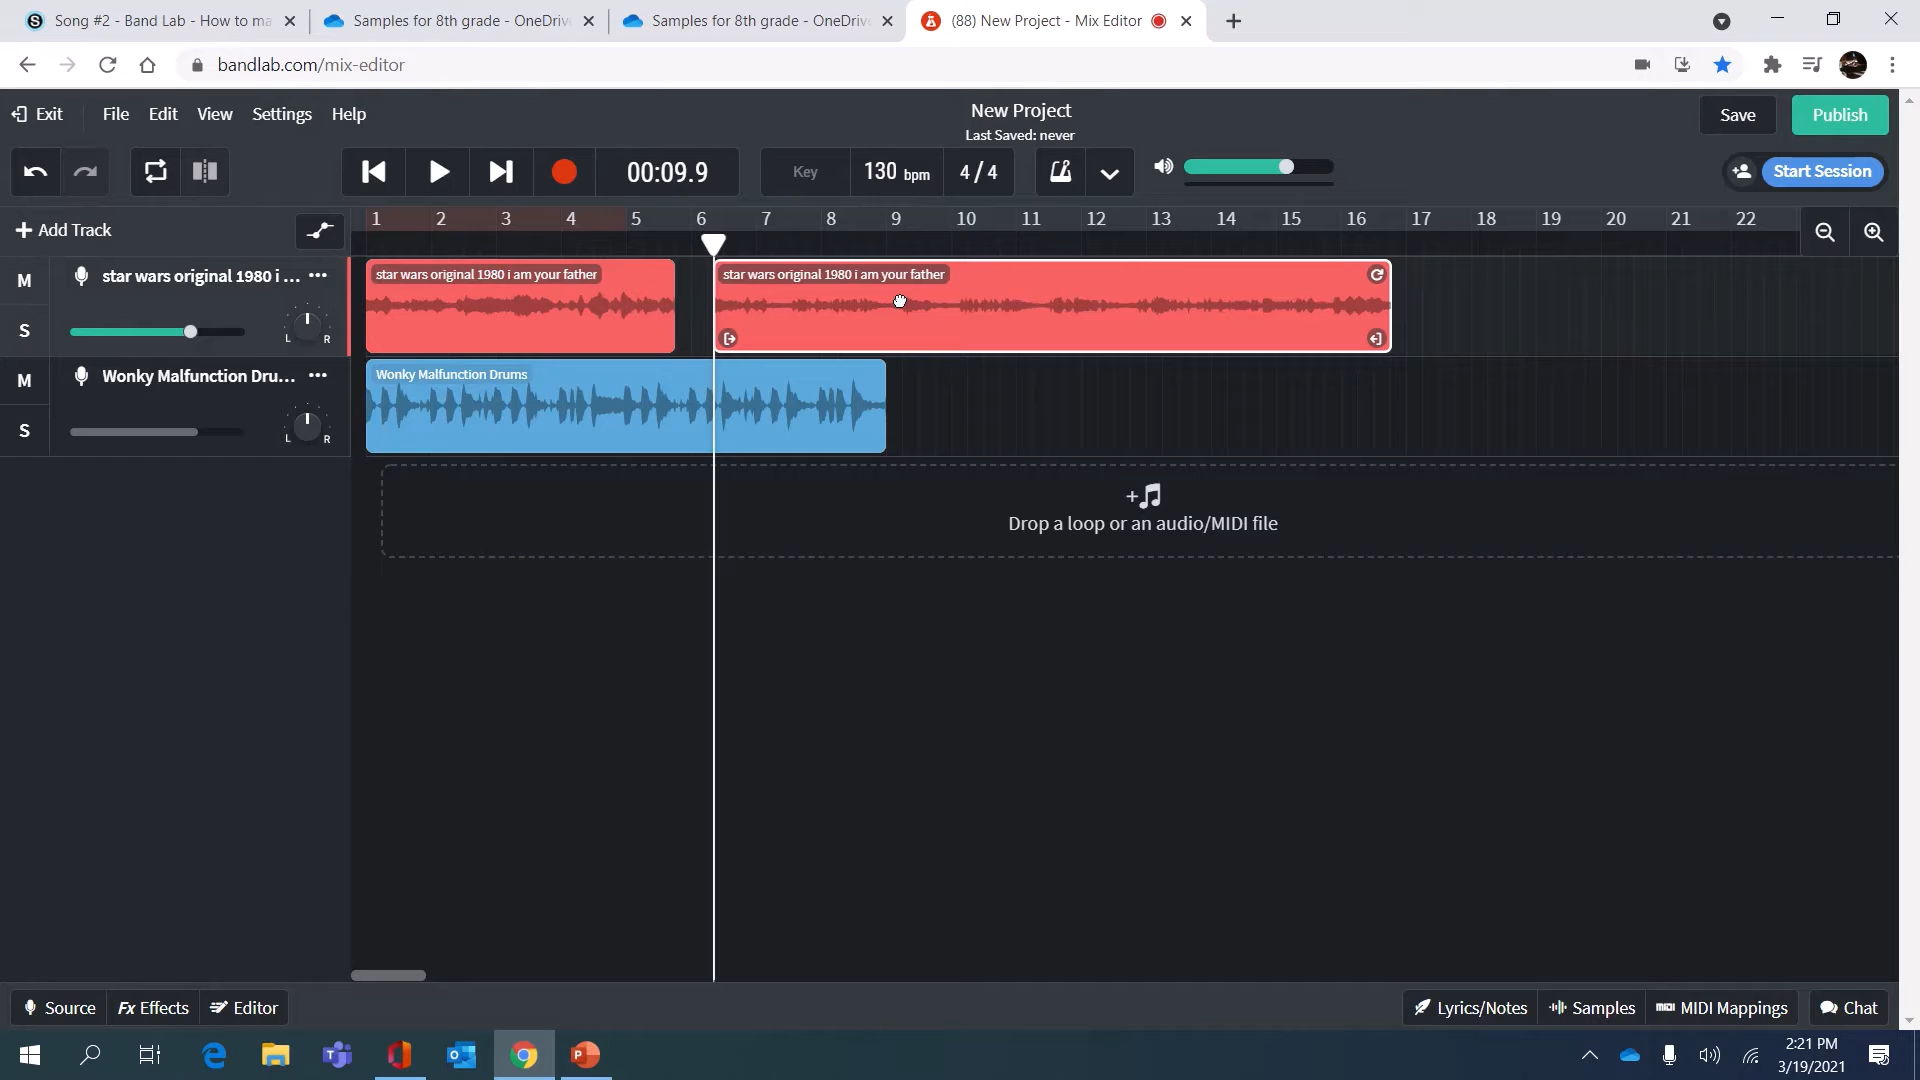 Song #2 - Band Lab - How to ma
Samples for 8th grade - OneDriv
Samples for 8th grade - OneDriv
(88) New Project - Mix Editor
bandlab.com/mix-editor
Exit File Edit View Settings Help
New Project
Last Saved: never
Save Publish
00:09.9
Key 130 bpm 4 / 4
Start Session
+ Add Track
1 2 3 4 5 6 7 8 9 10 11 12 13 14 15 16 17 18 19 20 21 22
M star wars original 1980 i ... •••
S L R
star wars original 1980 i am your father
star wars original 1980 i am your father
M Wonky Malfunction Dru... •••
S L R
Wonky Malfunction Drums
Drop a loop or an audio/MIDI file
Source Fx Effects Editor
Lyrics/Notes Samples MIDI MIDI Mappings Chat
2:21 PM
3/19/2021